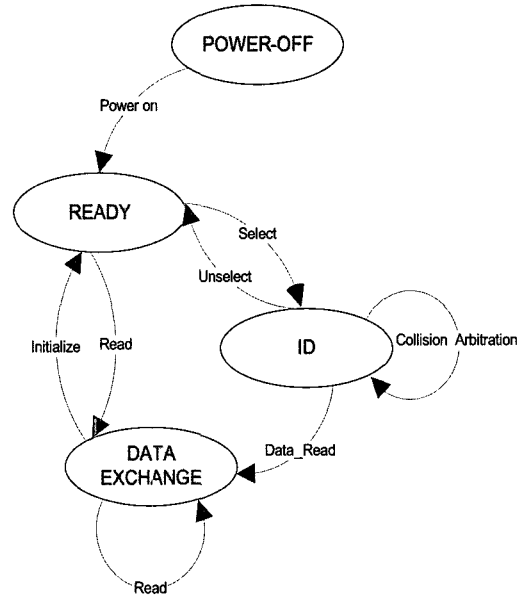 POWER-OFF
Power on
READY
Select
Unselect
Initialize
Read
ID
Collision Arbitration
Data_Read
DATA
EXCHANGE
Read